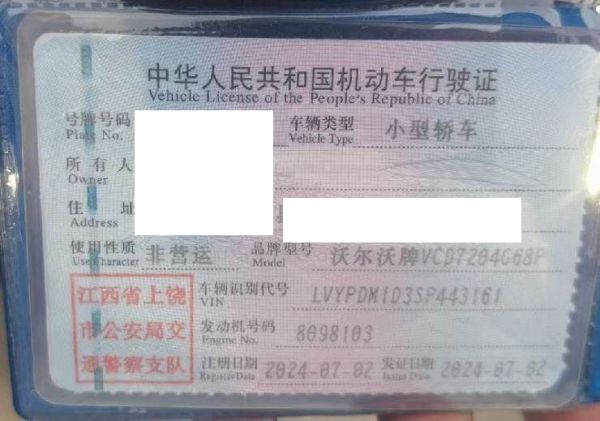 中华人民共和国机动车行驶证
Vehicle License of the People's Republic of China
号牌号码 车辆类型 小型轿车
Plate No. Vehicle Type
所有人
Owner
住 址
Address
使用性质 非营运 品牌型号 沃尔沃牌VCD7204G68P
Use Character Model
江西省上饶 车辆识别代号 LVYPDM1D3SP443161
VIN
市公安局交 发动机号码 8098103
Engine No.
通警察支队 注册日期 2024-07-02 发证日期 2024-07-02
Register Date Issue Date